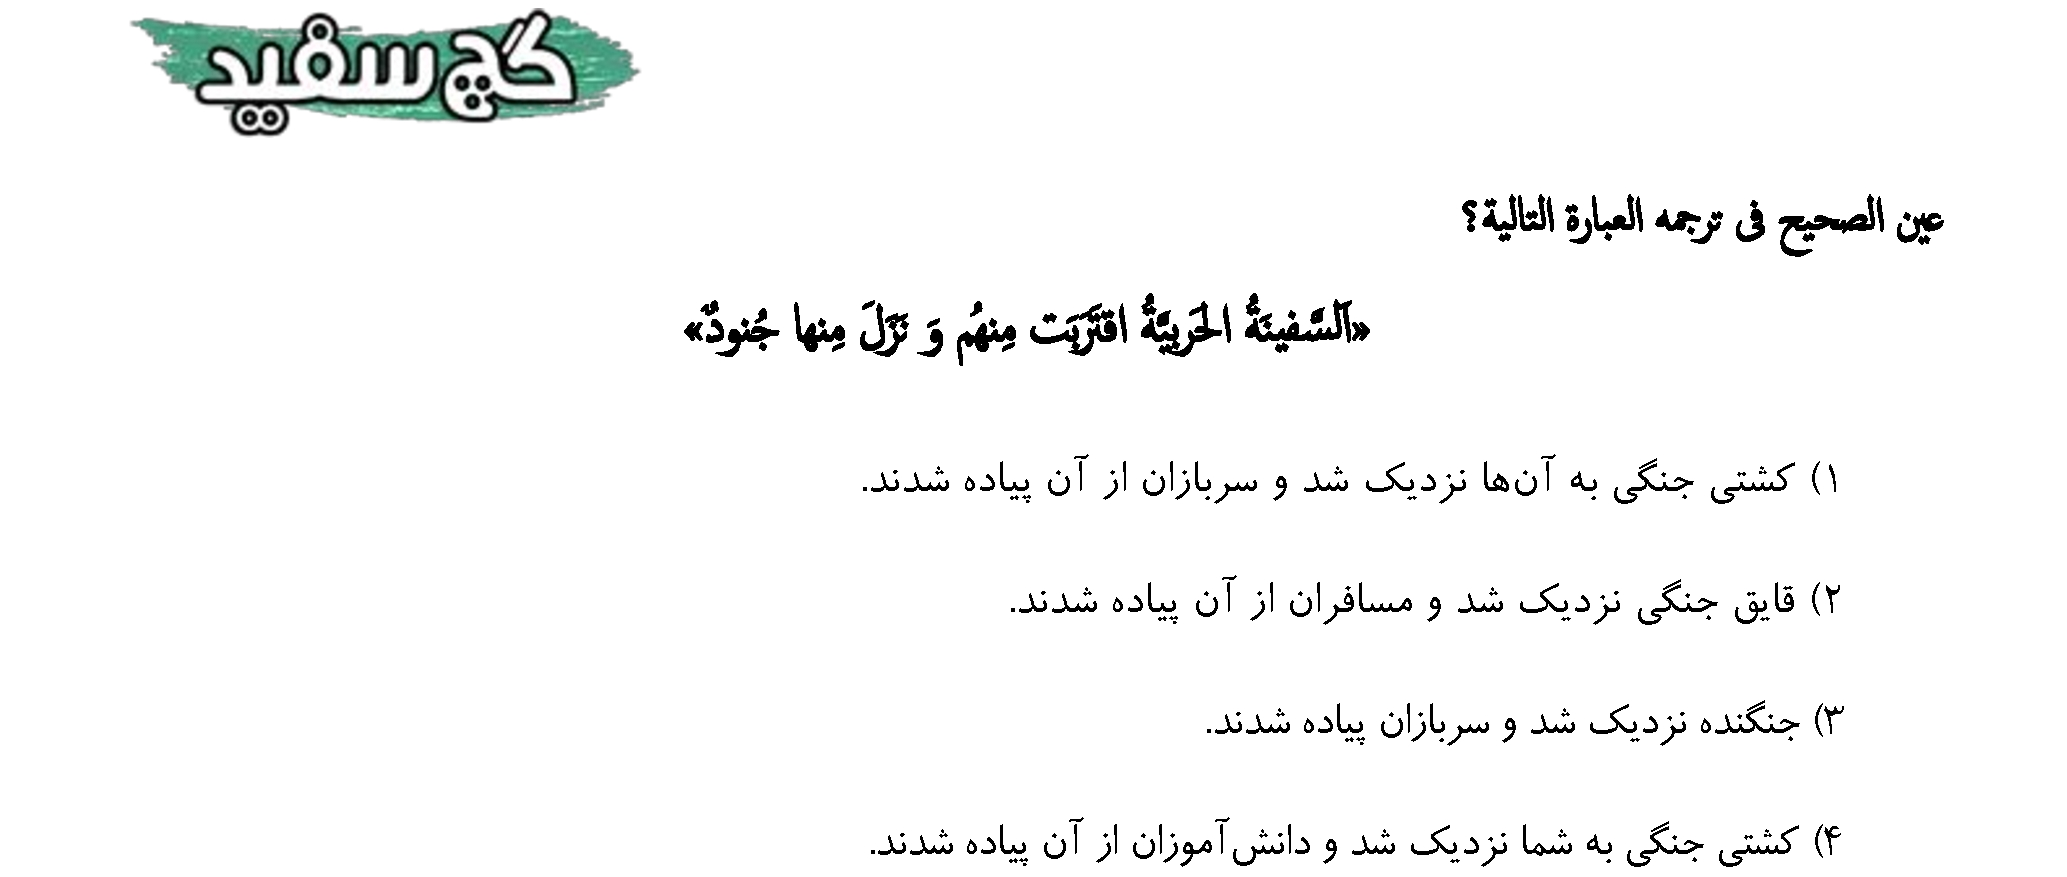 گچ سفید
عین الصحیح فی ترجمه العبارة التالیة؟
«اَلسَّفینَةُ الحَربیَّةُ اقتَرَبَت مِنهُم وَ نَزَلَ مِنها جُنودٌ»
۱) کشتی جنگی به آن‌ها نزدیک شد و سربازان از آن پیاده شدند.
۲) قایق جنگی نزدیک شد و مسافران از آن پیاده شدند.
۳) جنگنده نزدیک شد و سربازان پیاده شدند.
۴) کشتی جنگی به شما نزدیک شد و دانش‌آموزان از آن پیاده شدند.